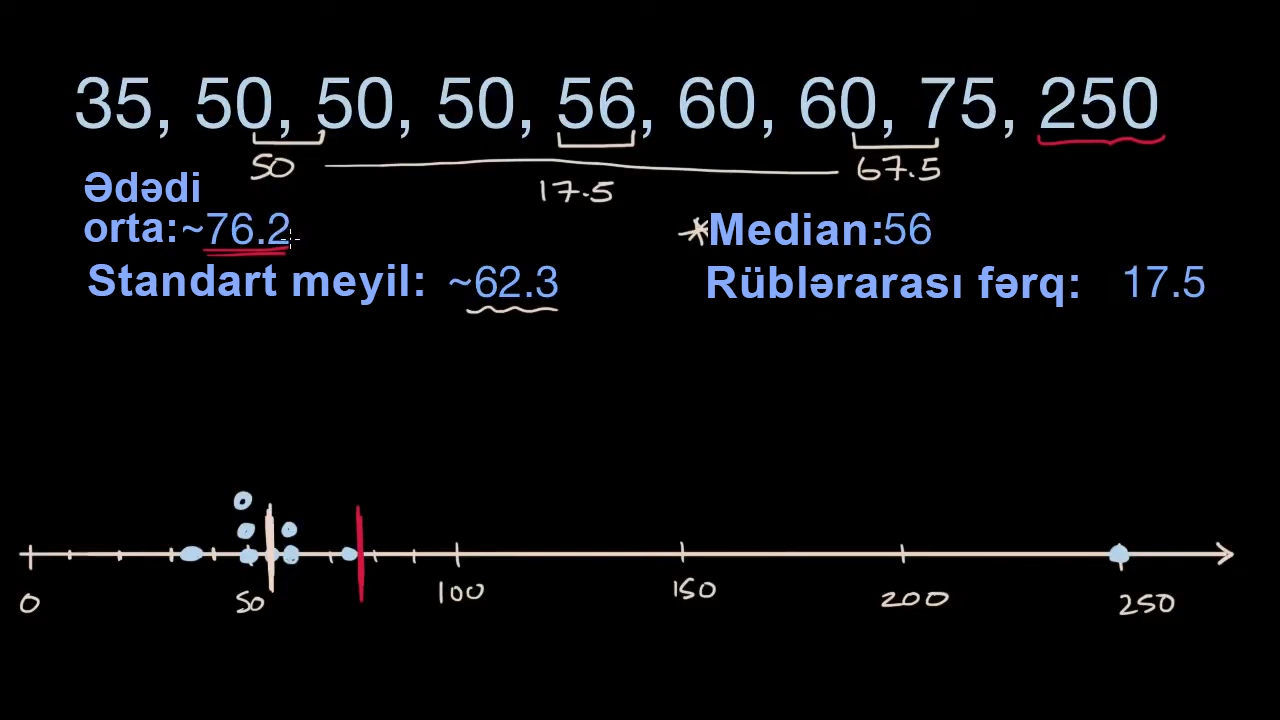 35, 50, 50, 50, 56, 60, 60, 75, 250
50 67.5
17.5
Ədədi
orta:~76.2
*Median:56
Standart meyil: ~62.3
Rüblərarası fərq: 17.5
0 50 100 150 200 250